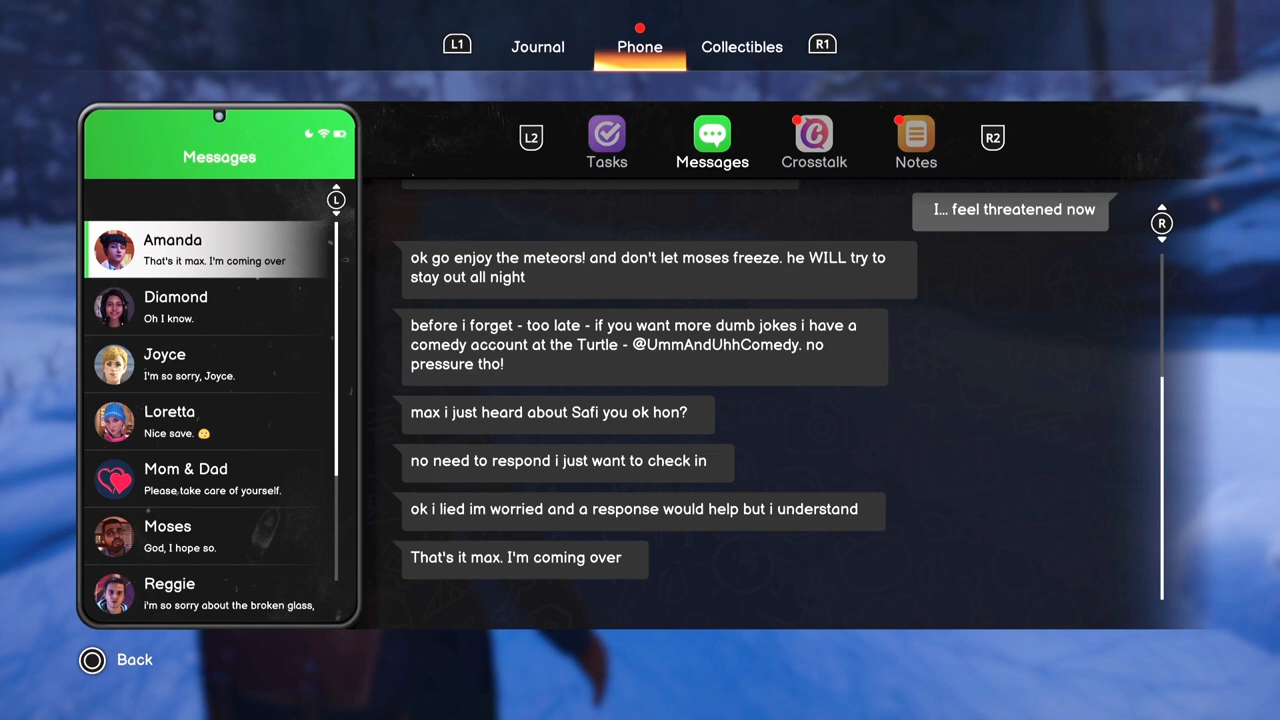 L1
Journal
Phone
Collectibles
R1
Messages
L
Amanda
That's it max. I'm coming over
Diamond
Oh I know.
Joyce
I'm so sorry, Joyce.
Loretta
Nice save. 🫠
Mom & Dad
Please take care of yourself.
Moses
God, I hope so.
Reggie
i'm so sorry about the broken glass,
L2
Tasks
Messages
Crosstalk
Notes
R2
I... feel threatened now
R
ok go enjoy the meteors! and don't let moses freeze. he WILL try to
stay out all night
before i forget - too late - if you want more dumb jokes i have a
comedy account at the Turtle - @UmmAndUhhComedy. no
pressure tho!
max i just heard about Safi you ok hon?
no need to respond i just want to check in
ok i lied im worried and a response would help but i understand
That's it max. I'm coming over
Back